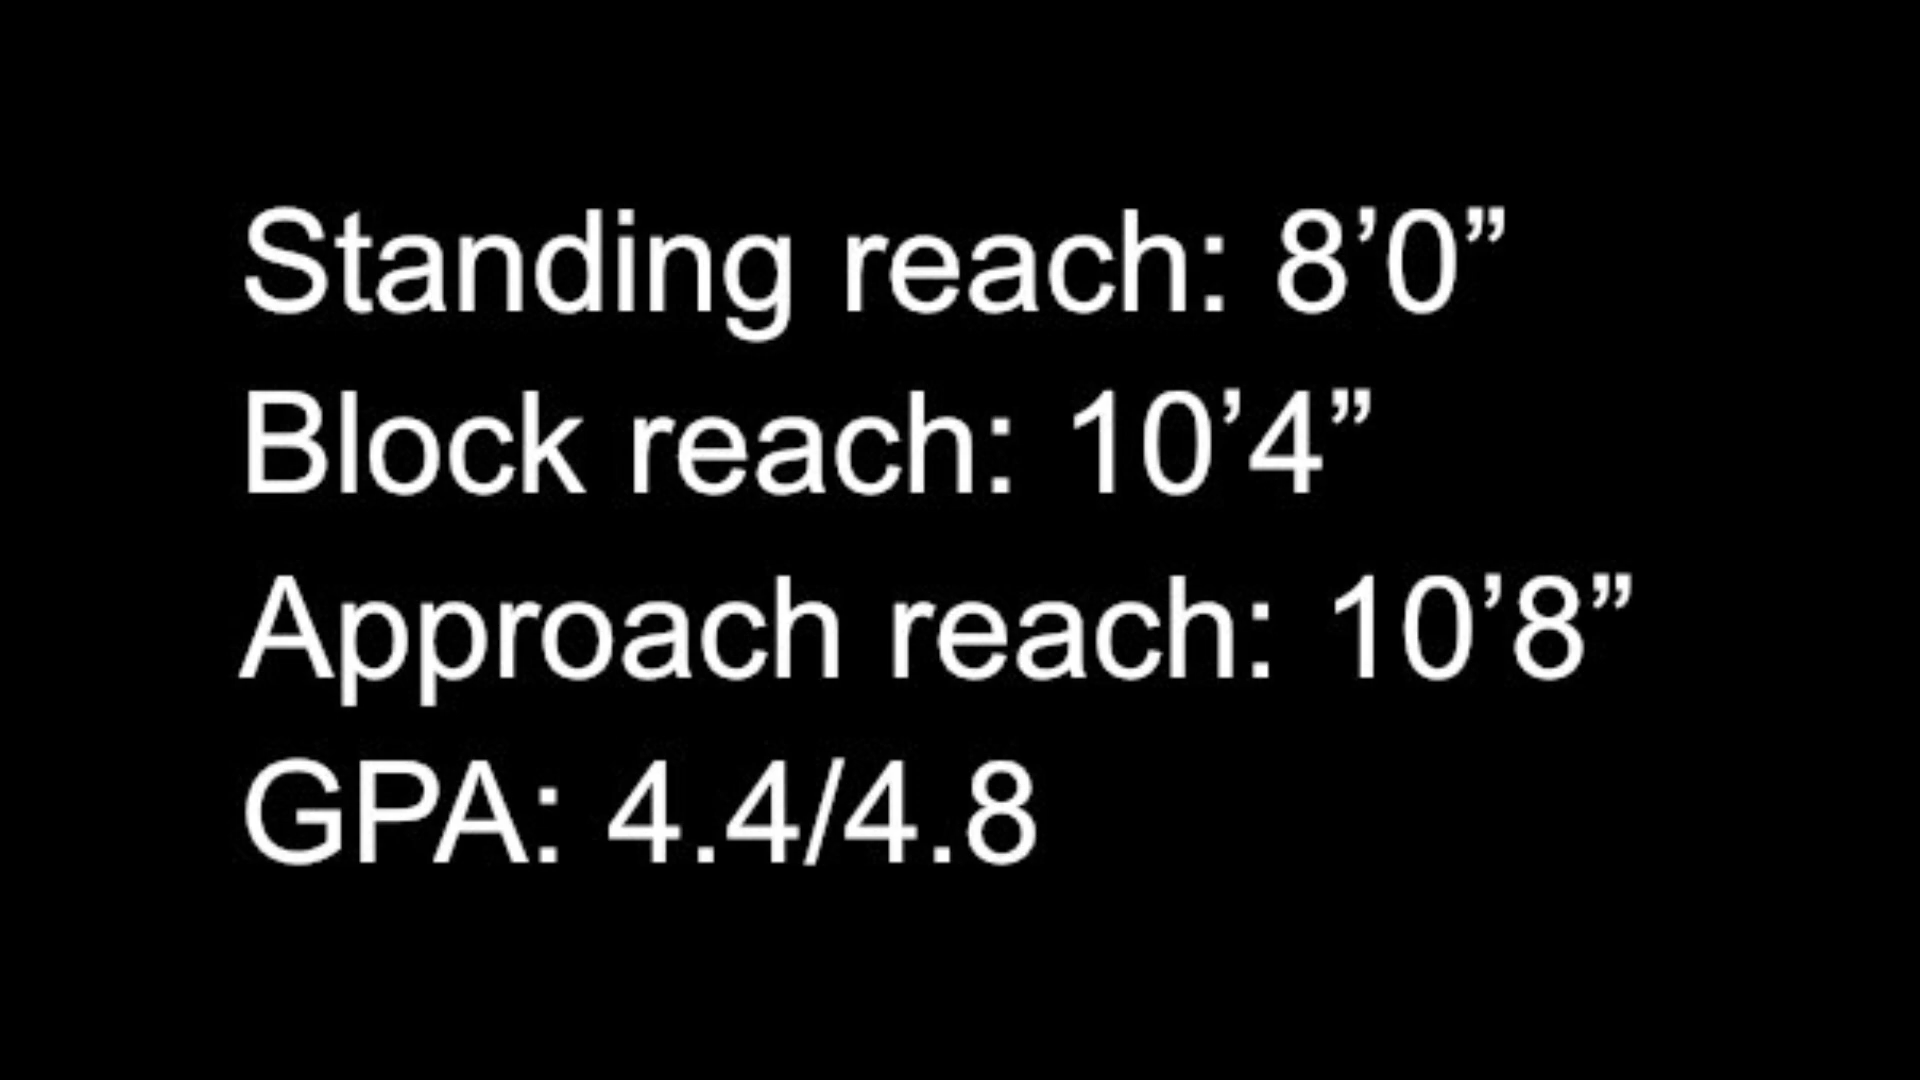 Standing reach: 8’0”
Block reach: 10’4”
Approach reach: 10’8”
GPA: 4.4/4.8